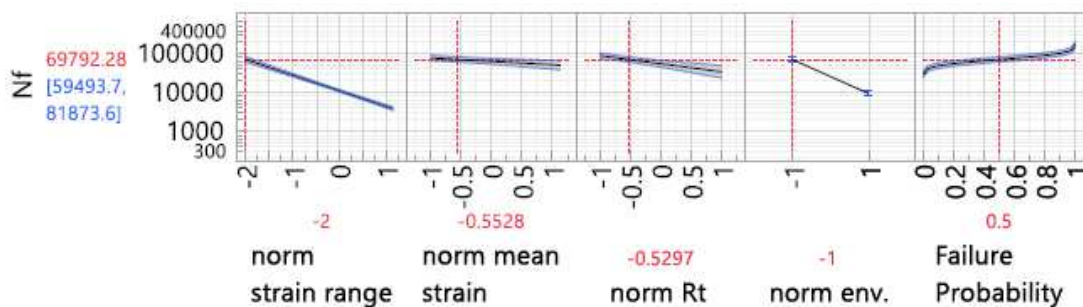 Nf
69792.28
[59493.7,
81873.6]
400000
100000
10000
1000
300
-2 -1 0 1
-1 -0.5 0 0.5 1
-1 -0.5 0 0.5 1
-1 1
0 0.2 0.4 0.6 0.8 1
-2
norm
strain range
-0.5528
norm mean
strain
-0.5297
norm Rt
-1
norm env.
0.5
Failure
Probability